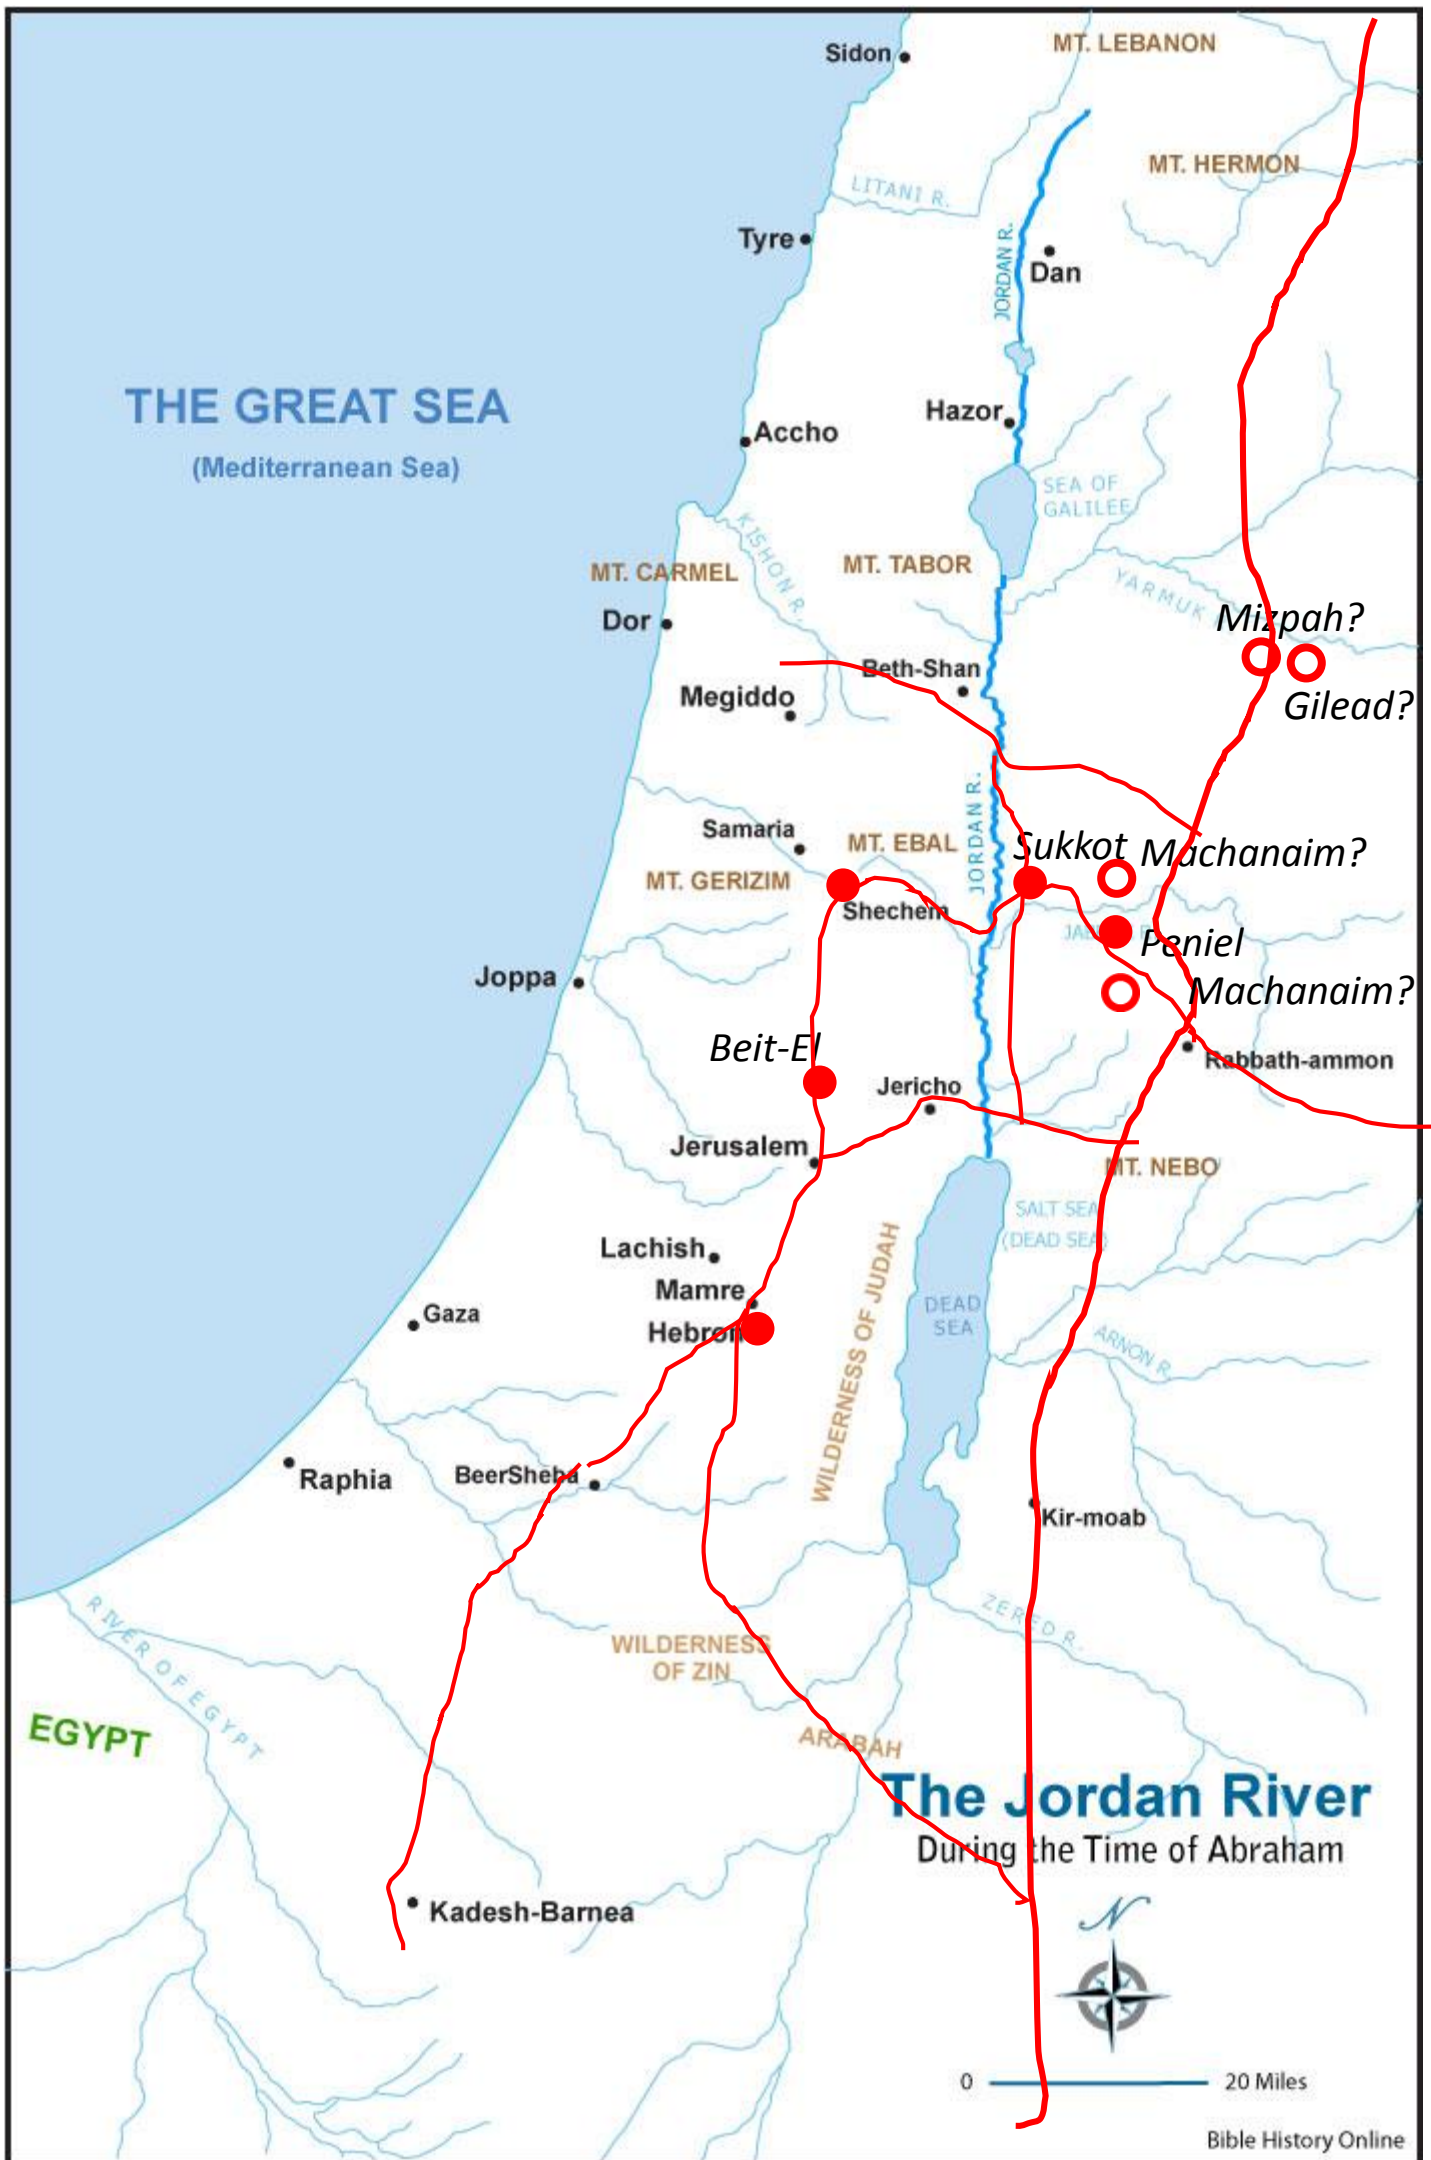 Sidon
MT. LEBANON
MT. HERMON
LITANI R.
Tyre
JORDAN R.
Dan
THE GREAT SEA
(Mediterranean Sea)
Hazor
Accho
SEA OF
GALILEE
KISHON R.
MT. CARMEL
MT. TABOR
YARMUK
Dor
Mizpah?
Beth-Shan
Megiddo
Gilead?
JORDAN R.
Samaria
MT. EBAL
Sukkot
Machanaim?
MT. GERIZIM
Shechem
Peniel
Joppa
Machanaim?
Beit-El
Rabbath-ammon
Jericho
Jerusalem
MT. NEBO
SALT SEA
(DEAD SEA)
Lachish
WILDERNESS OF JUDAH
Mamre
DEAD
SEA
Gaza
Hebron
ARNON R.
Raphia
BeerSheba
Kir-moab
RIVER OF EGYPT
ZERED R.
WILDERNESS
OF ZIN
EGYPT
ARABAH
The Jordan River
During the Time of Abraham
Kadesh-Barnea
N
0 20 Miles
Bible History Online